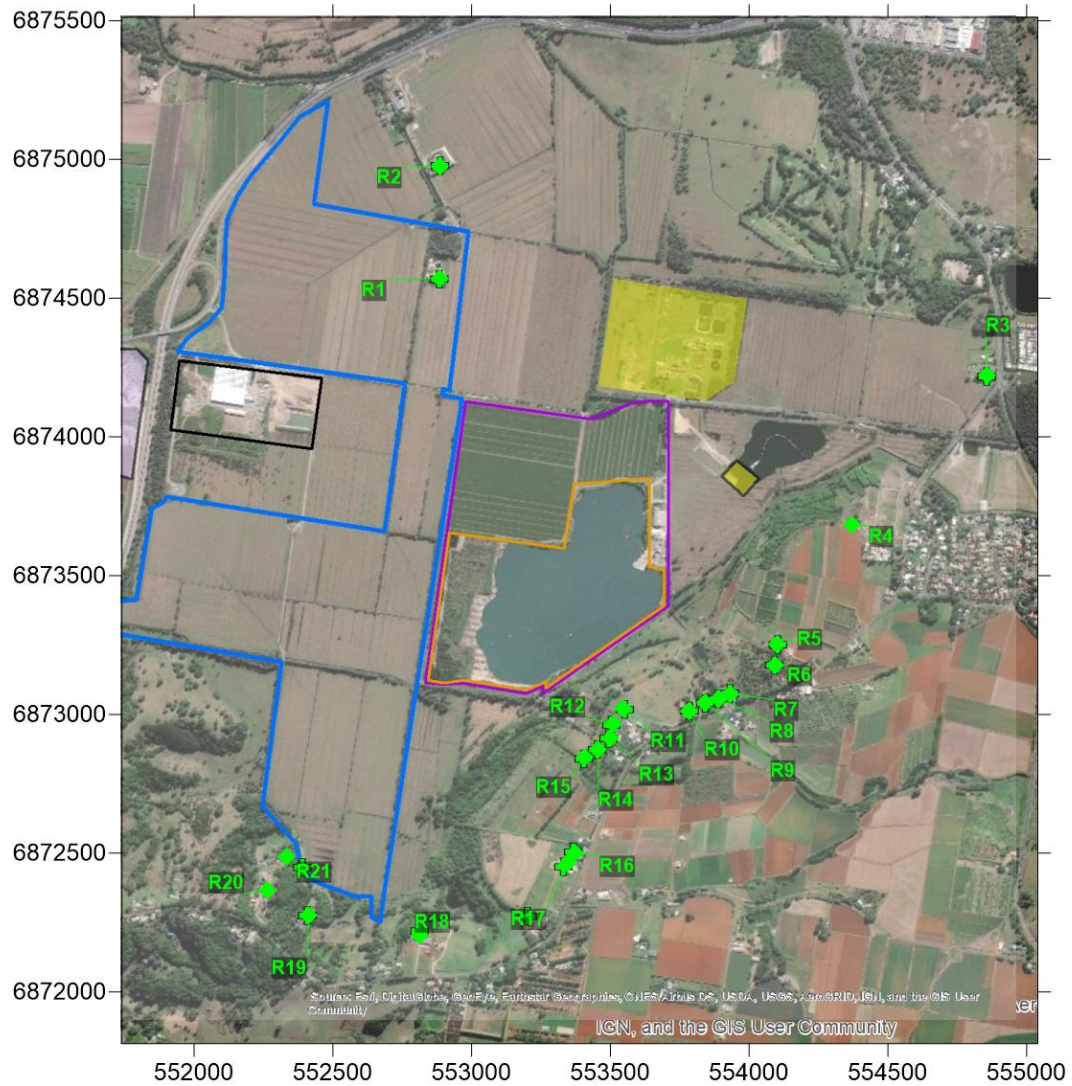 6875500
6875000
R2
R1
6874500
R3
6874000
R4
6873500
R5
R6
6873000
R12
R7
R8
R11
R10
R9
R13
R15
R14
6872500
R16
R21
R20
R17
R18
R19
6872000
Source: Esri, DigitalGlobe, GeoEye, Earthstar Geographics, CNES/Airbus DS, USDA, USGS, AeroGRID, IGN, and the GIS User
Community
IGN, and the GIS User Community
552000
552500
553000
553500
554000
554500
555000